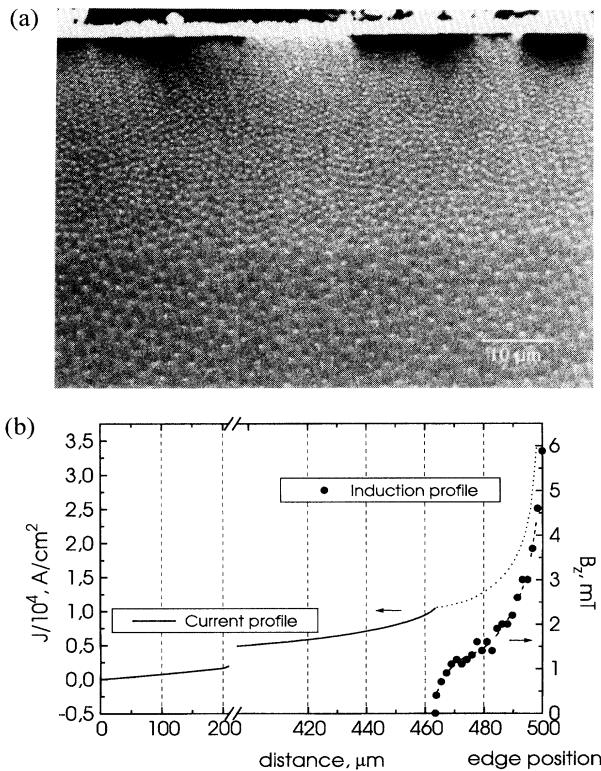 (a)
10 μm
(b)
J/10⁴, A/cm²
3,5
3,0
2,5
2,0
1,5
1,0
0,5
0,0
-0,5
Induction profile
Current profile
6
5
4
3
2
1
0
B_z, mT
0
100
200
420
440
460
480
500
distance, μm
edge position